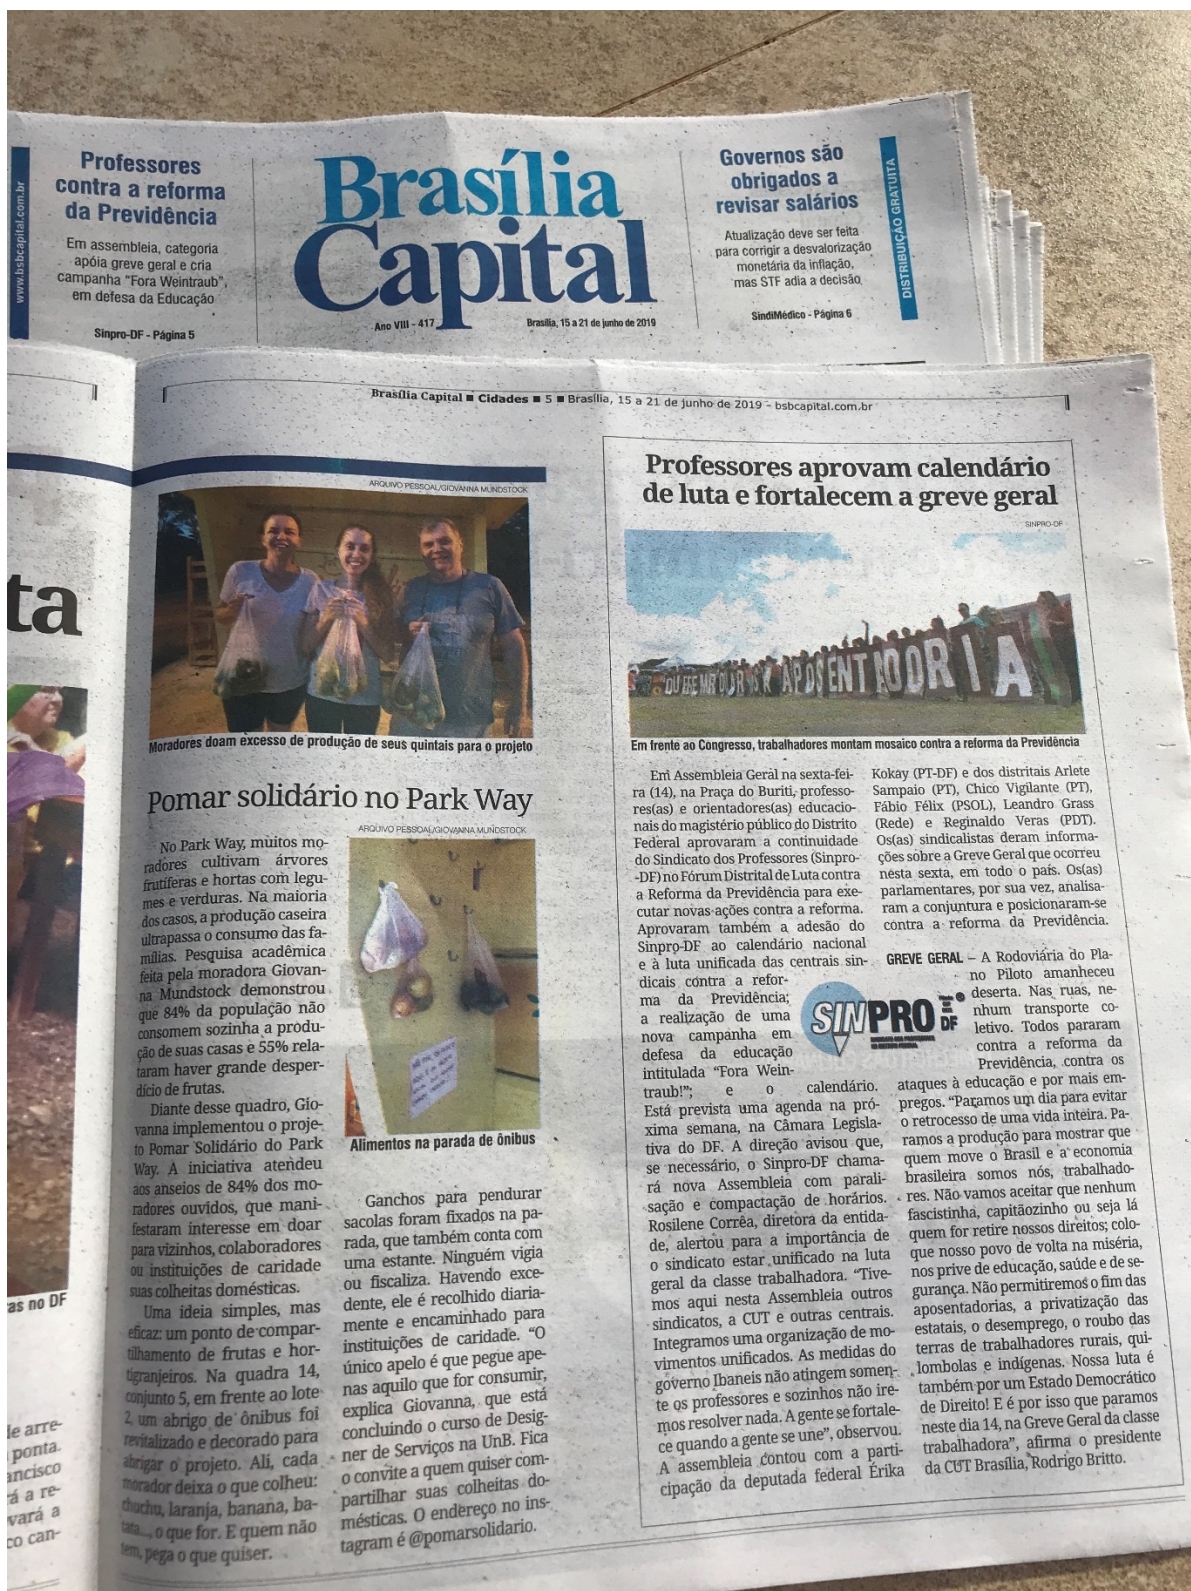 www.bsbcapital.com.br
Professores
contra a reforma
da Previdência
Em assembleia, categoria
apóia greve geral e cria
campanha "Fora Weintraub",
em defesa da Educação
Sinpro-DF - Página 5
Brasília
Capital
Ano VIII - 417
Brasília, 15 a 21 de junho de 2019
Governos são
obrigados a
revisar salários
Atualização deve ser feita
para corrigir a desvalorização
monetária da inflação,
mas STF adia a decisão
SindiMédico - Página 6
DISTRIBUIÇÃO GRATUITA
Brasília Capital ■ Cidades ■ 5 ■ Brasília, 15 a 21 de junho de 2019 - bsbcapital.com.br
ta
as no DF
de arre-
ponta.
ancisco
á a re-
vará a
co can-
ARQUIVO PESSOAL/GIOVANNA MUNDSTOCK
Moradores doam excesso de produção de seus quintais para o projeto
Pomar solidário no Park Way
No Park Way, muitos mo-
radores cultivam árvores
frutíferas e hortas com legu-
mes e verduras. Na maioria
dos casos, a produção caseira
ultrapassa o consumo das fa-
mílias. Pesquisa acadêmica
feita pela moradora Giovan-
na Mundstock demonstrou
que 84% da população não
consomem sozinha a produ-
ção de suas casas e 55% rela-
taram haver grande desper-
dício de frutas.
Diante desse quadro, Gio-
vanna implementou o proje-
to Pomar Solidário do Park
Way. A iniciativa atendeu
aos anseios de 84% dos mo-
radores ouvidos, que mani-
festaram interesse em doar
para vizinhos, colaboradores
ou instituições de caridade
suas colheitas domésticas.
Uma ideia simples, mas
eficaz: um ponto de compar-
tilhamento de frutas e hor-
tigranjeiros. Na quadra 14,
conjunto 5, em frente ao lote
2, um abrigo de ônibus foi
revitalizado e decorado para
abrigar o projeto. Ali, cada
morador deixa o que colheu:
chuchu, laranja, banana, ba-
tata..., o que for. E quem não
tem, pega o que quiser.
ARQUIVO PESSOAL/GIOVANNA MUNDSTOCK
Alimentos na parada de ônibus
Ganchos para pendurar
sacolas foram fixados na pa-
rada, que também conta com
uma estante. Ninguém vigia
ou fiscaliza. Havendo exce-
dente, ele é recolhido diaria-
mente e encaminhado para
instituições de caridade. "O
único apelo é que pegue ape-
nas aquilo que for consumir,
explica Giovanna, que está
concluindo o curso de Desig-
ner de Serviços na UnB. Fica
o convite a quem quiser com-
partilhar suas colheitas do-
mésticas. O endereço no ins-
tagram é @pomarsolidario.
Professores aprovam calendário
de luta e fortalecem a greve geral
SINPRO-DF
APOSENTADORIA
Em frente ao Congresso, trabalhadores montam mosaico contra a reforma da Previdência
Em Assembleia Geral na sexta-fei-
ra (14), na Praça do Buriti, professo-
res(as) e orientadores(as) educacio-
nais do magistério público do Distrito
Federal aprovaram a continuidade
do Sindicato dos Professores (Sinpro-
-DF) no Fórum Distrital de Luta contra
a Reforma da Previdência para exe-
cutar novas ações contra a reforma.
Aprovaram também a adesão do
Sinpro-DF ao calendário nacional
e à luta unificada das centrais sin-
dicais contra a refor-
ma da Previdência;
a realização de uma
nova campanha em
defesa da educação
intitulada "Fora Wein-
traub!"; e o calendário.
Está prevista uma agenda na pró-
xima semana, na Câmara Legisla-
tiva do DF. A direção avisou que,
se necessário, o Sinpro-DF chama-
rá nova Assembleia com parali-
sação e compactação de horários.
Rosilene Corrêa, diretora da entida-
de, alertou para a importância de
o sindicato estar unificado na luta
geral da classe trabalhadora. "Tive-
mos aqui nesta Assembleia outros
sindicatos, a CUT e outras centrais.
Integramos uma organização de mo-
vimentos unificados. As medidas do
governo Ibaneis não atingem somen-
te os professores e sozinhos não ire-
mos resolver nada. A gente se fortale-
ce quando a gente se une", observou.
A assembleia contou com a parti-
cipação da deputada federal Érika
Kokay (PT-DF) e dos distritais Arlete
Sampaio (PT), Chico Vigilante (PT),
Fábio Félix (PSOL), Leandro Grass
(Rede) e Reginaldo Veras (PDT).
Os(as) sindicalistas deram informa-
ções sobre a Greve Geral que ocorreu
nesta sexta, em todo o país. Os(as)
parlamentares, por sua vez, analisa-
ram a conjuntura e posicionaram-se
contra a reforma da Previdência.
SINPRO DF
GREVE GERAL – A Rodoviária do Pla-
no Piloto amanheceu
deserta. Nas ruas, ne-
nhum transporte co-
letivo. Todos pararam
contra a reforma da
Previdência, contra os
ataques à educação e por mais em-
pregos. "Paramos um dia para evitar
o retrocesso de uma vida inteira. Pa-
ramos a produção para mostrar que
quem move o Brasil e a economia
brasileira somos nós, trabalhado-
res. Não vamos aceitar que nenhum
fascistinha, capitãozinho ou seja lá
quem for retire nossos direitos; colo-
que nosso povo de volta na miséria,
nos prive de educação, saúde e de se-
gurança. Não permitiremos o fim das
aposentadorias, a privatização das
estatais, o desemprego, o roubo das
terras de trabalhadores rurais, qui-
lombolas e indígenas. Nossa luta é
também por um Estado Democrático
de Direito! E é por isso que paramos
neste dia 14, na Greve Geral da classe
trabalhadora", afirma o presidente
da CUT Brasília, Rodrigo Britto.